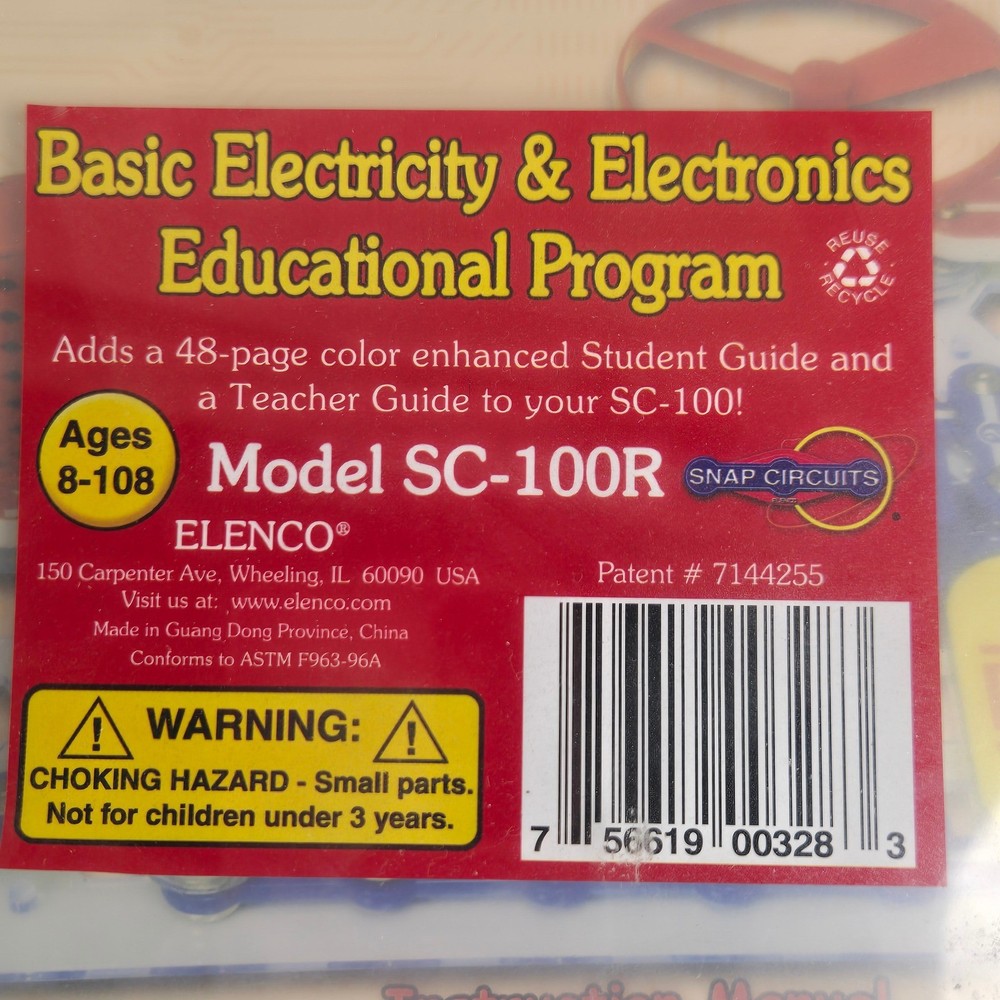 Basic Electricity & Electronics
Educational Program
REUSE
RECYCLE
Adds a 48-page color enhanced Student Guide and
a Teacher Guide to your SC-100!
Ages
8-108
Model SC-100R
SNAP CIRCUITS
ELENCO®
150 Carpenter Ave, Wheeling, IL 60090 USA
Visit us at: www.elenco.com
Made in Guang Dong Province, China
Conforms to ASTM F963-96A
Patent # 7144255
WARNING:
CHOKING HAZARD - Small parts.
Not for children under 3 years.
7 56619 00328 3
Instruction Manual